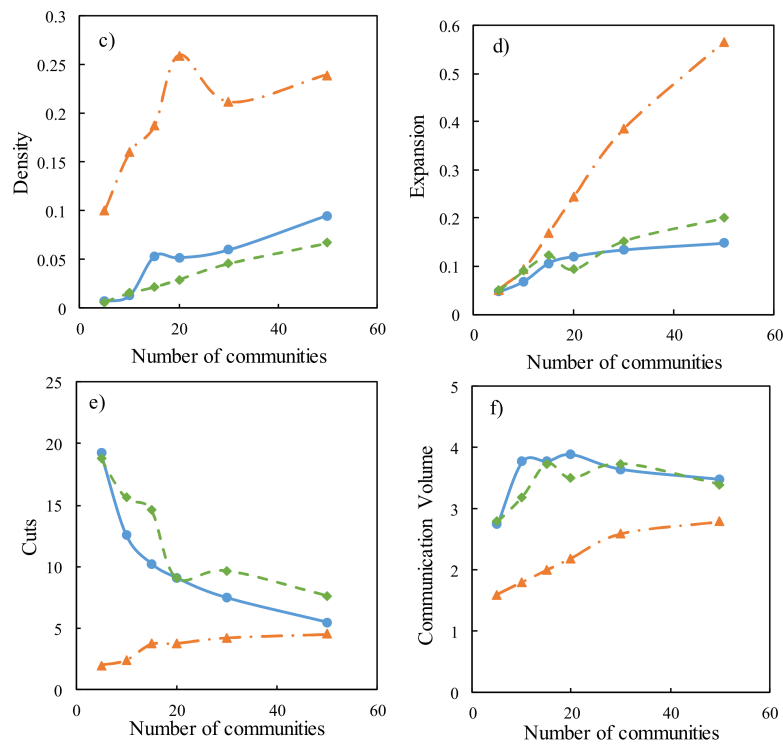 c)
0.3
0.25
0.2
0.15
0.1
0.05
0
Density
0 20 40 60
Number of communities
d)
0.6
0.5
0.4
0.3
0.2
0.1
0
Expansion
0 20 40 60
Number of communities
e)
25
20
15
10
5
0
Cuts
0 20 40 60
Number of communities
f)
5
4
3
2
1
0
Communication Volume
0 20 40 60
Number of communities